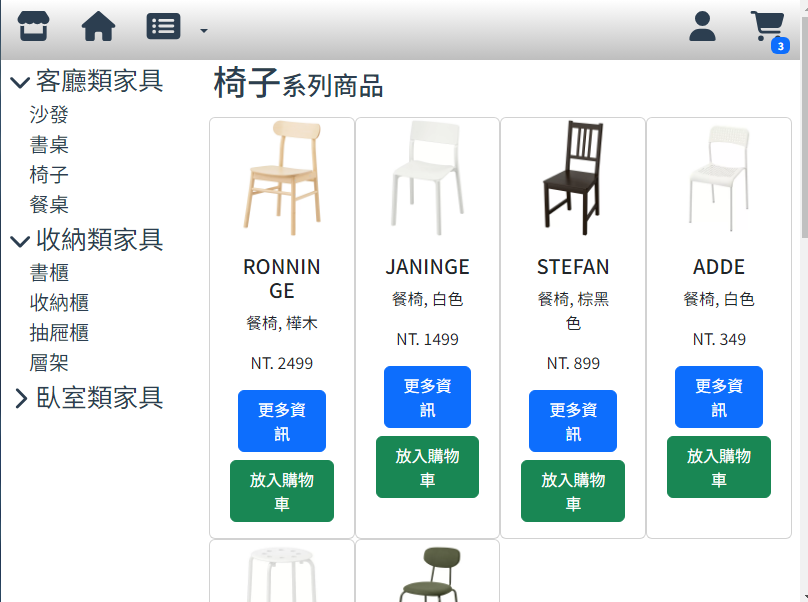 3
客廳類家具
沙發
書桌
椅子
餐桌
收納類家具
書櫃
收納櫃
抽屜櫃
層架
臥室類家具
椅子系列商品
RONNIN
GE
餐椅, 樺木
NT. 2499
更多資
訊
放入購物
車
JANINGE
餐椅, 白色
NT. 1499
更多資
訊
放入購物
車
STEFAN
餐椅, 棕黑
色
NT. 899
更多資
訊
放入購物
車
ADDE
餐椅, 白色
NT. 349
更多資
訊
放入購物
車